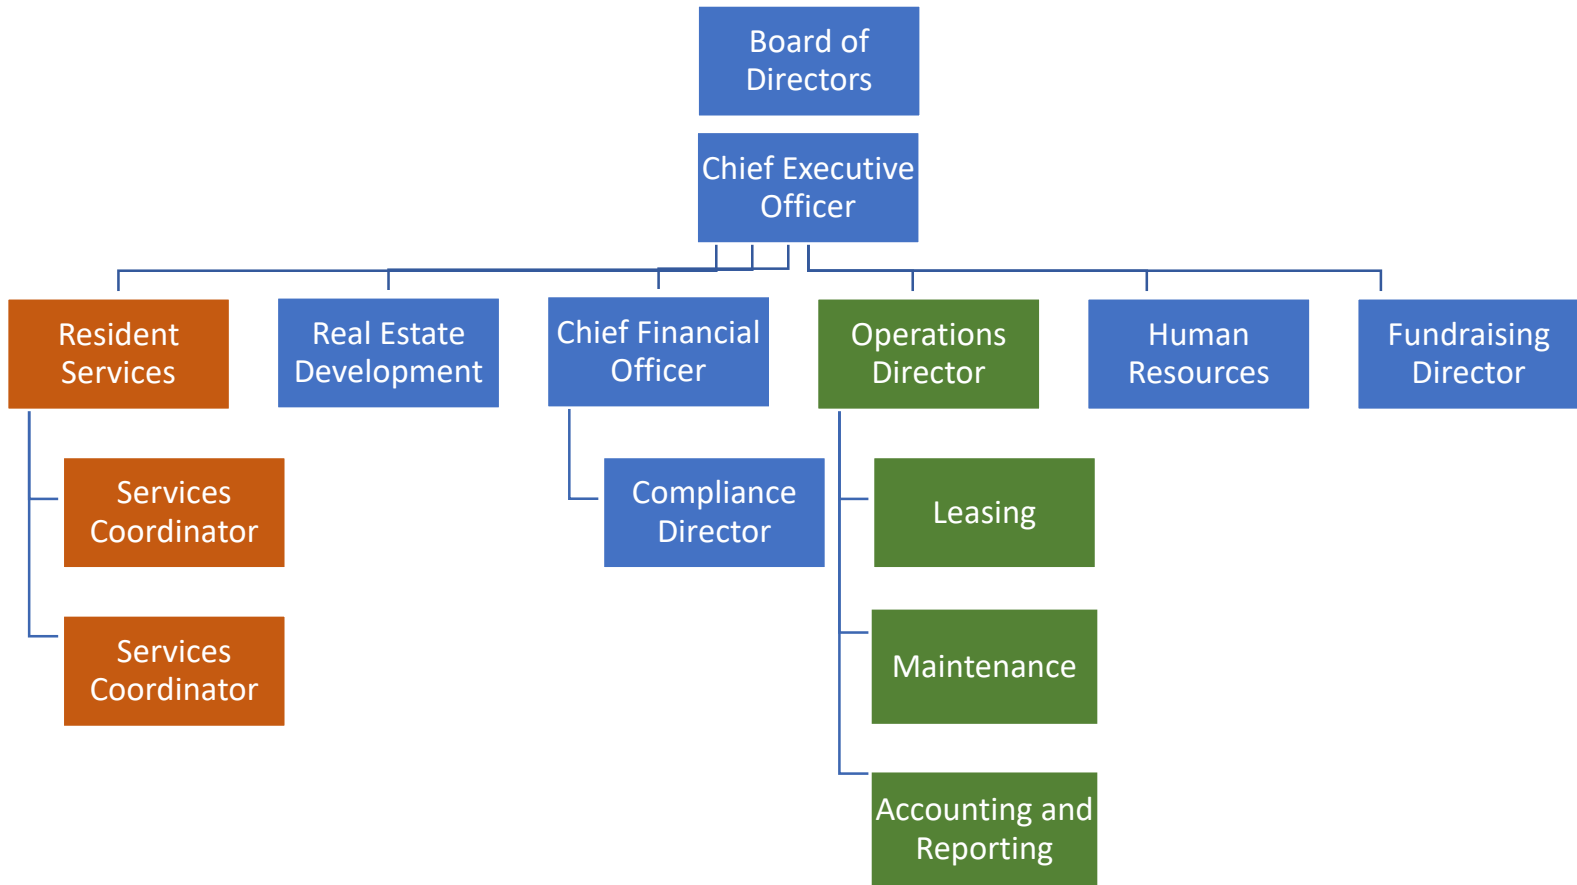 Board of
Directors
Chief Executive
Officer
Resident
Services
Real Estate
Development
Chief Financial
Officer
Operations
Director
Human
Resources
Fundraising
Director
Services
Coordinator
Compliance
Director
Leasing
Services
Coordinator
Maintenance
Accounting and
Reporting